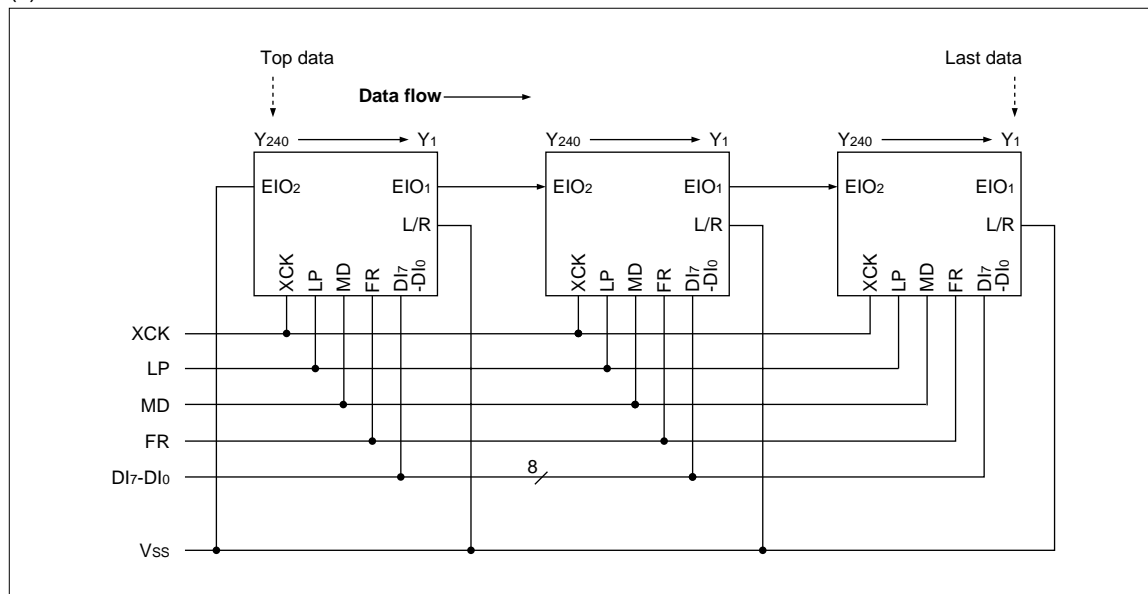 Top data
Last data
Data flow
Y240 Y1
Y240 Y1
Y240 Y1
EIO2 EIO1
EIO2 EIO1
EIO2 EIO1
L/R
L/R
L/R
XCK
LP
MD
FR
DI7
-DI0
XCK
LP
MD
FR
DI7
-DI0
XCK
LP
MD
FR
DI7
-DI0
XCK
LP
MD
FR
DI7-DI0
8
VSS